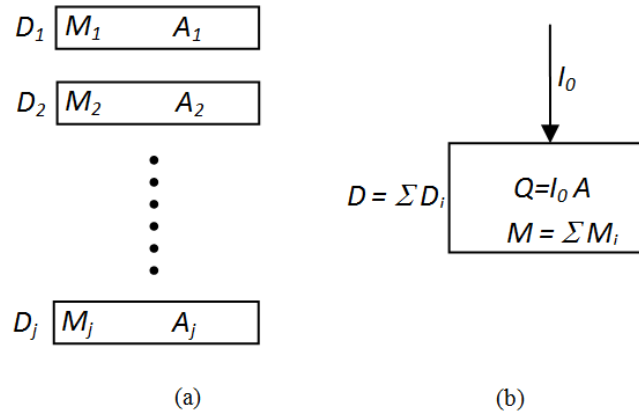 D₁ M₁ A₁
D₂ M₂ A₂
Dⱼ Mⱼ Aⱼ
(a)
I₀
D = ΣDᵢ
Q=I₀ A
M = ΣMᵢ
(b)